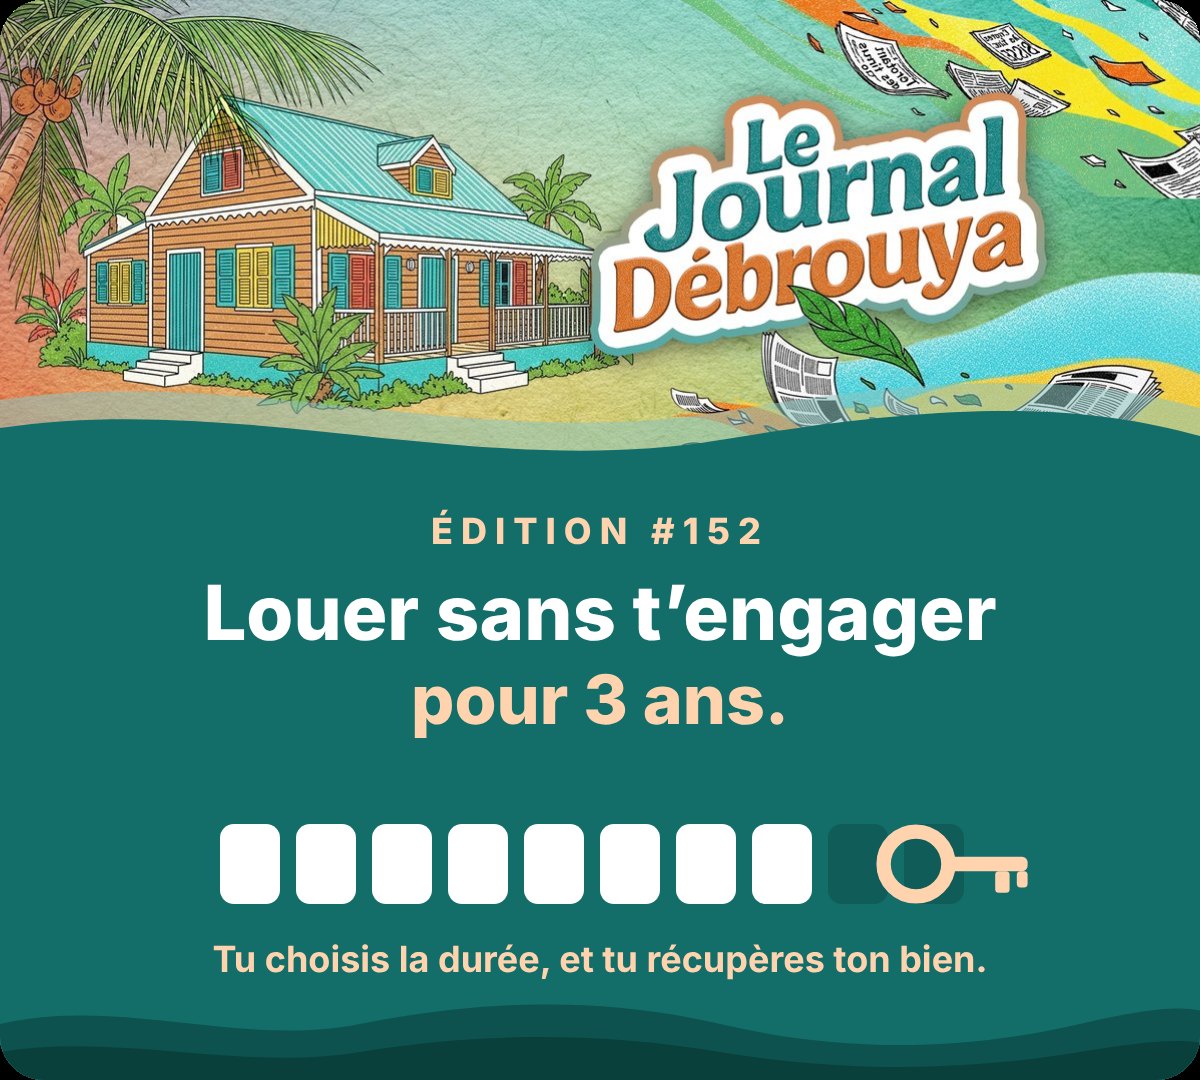 Le
Journal
Débrouya
ÉDITION #152
Louer sans t’engager
pour 3 ans.
Tu choisis la durée, et tu récupères ton bien.